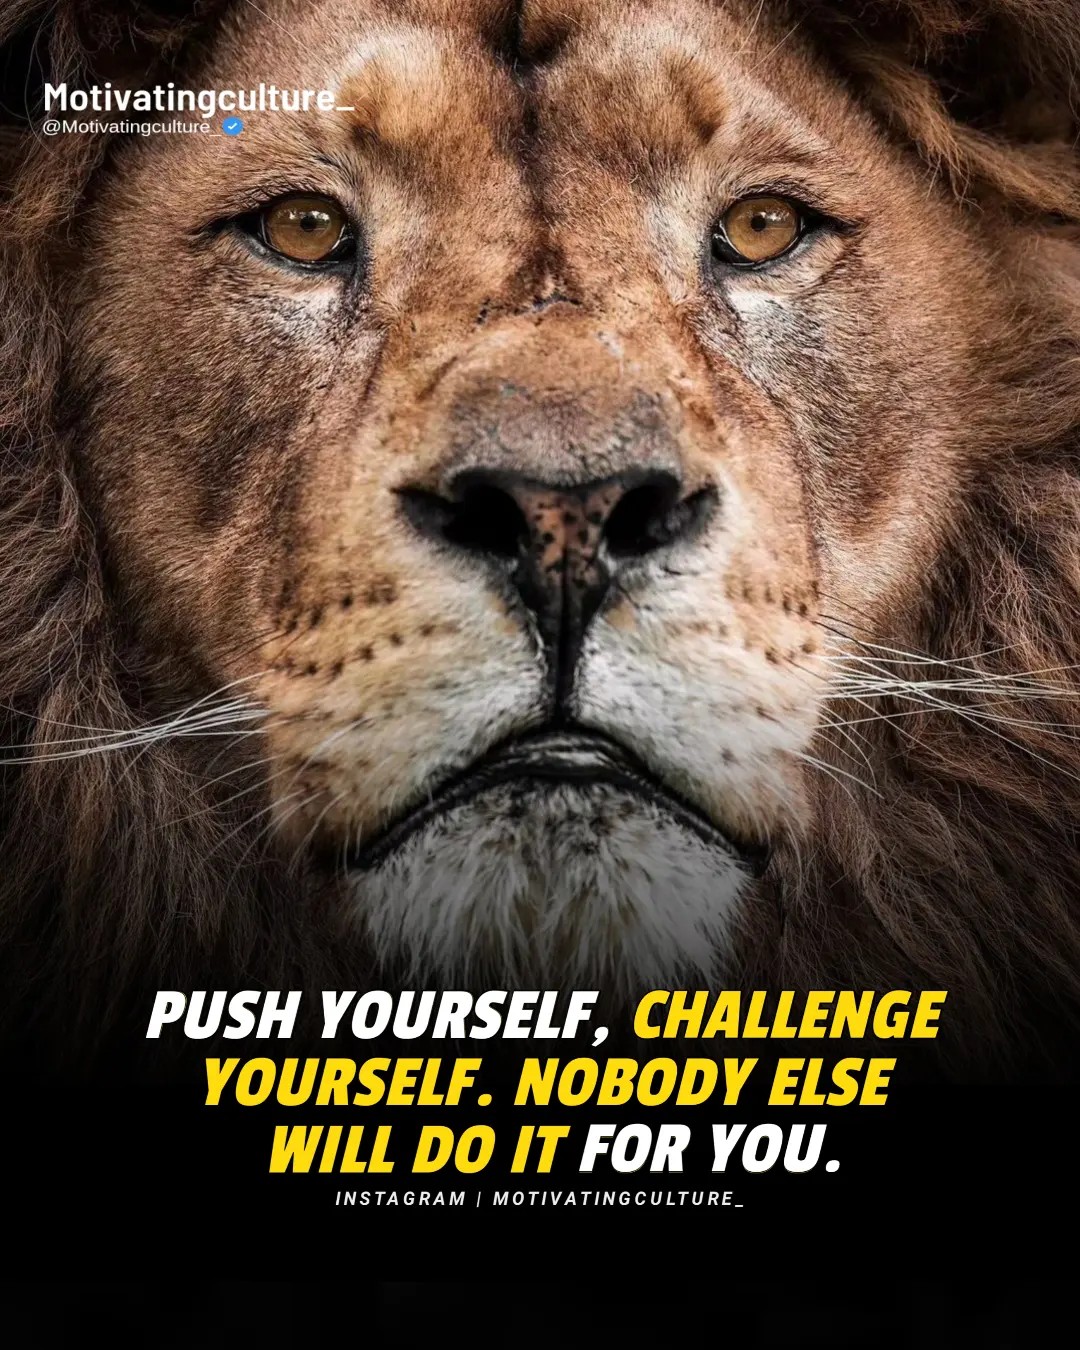 Motivatingculture_
@Motivatingculture_
PUSH YOURSELF, CHALLENGE
YOURSELF. NOBODY ELSE
WILL DO IT FOR YOU.
INSTAGRAM | MOTIVATINGCULTURE_